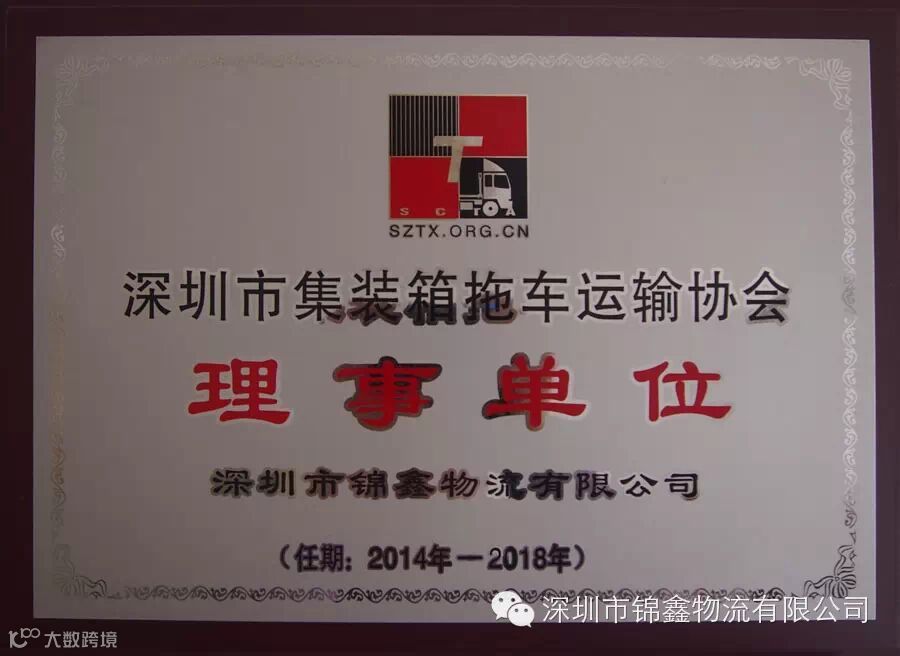 T
SCTA
SZTX.ORG.CN
深圳市集装箱拖车运输协会
理事单位
深圳市锦鑫物流有限公司
（任期：2014年－2018年）
深圳市锦鑫物流有限公司
大数跨境